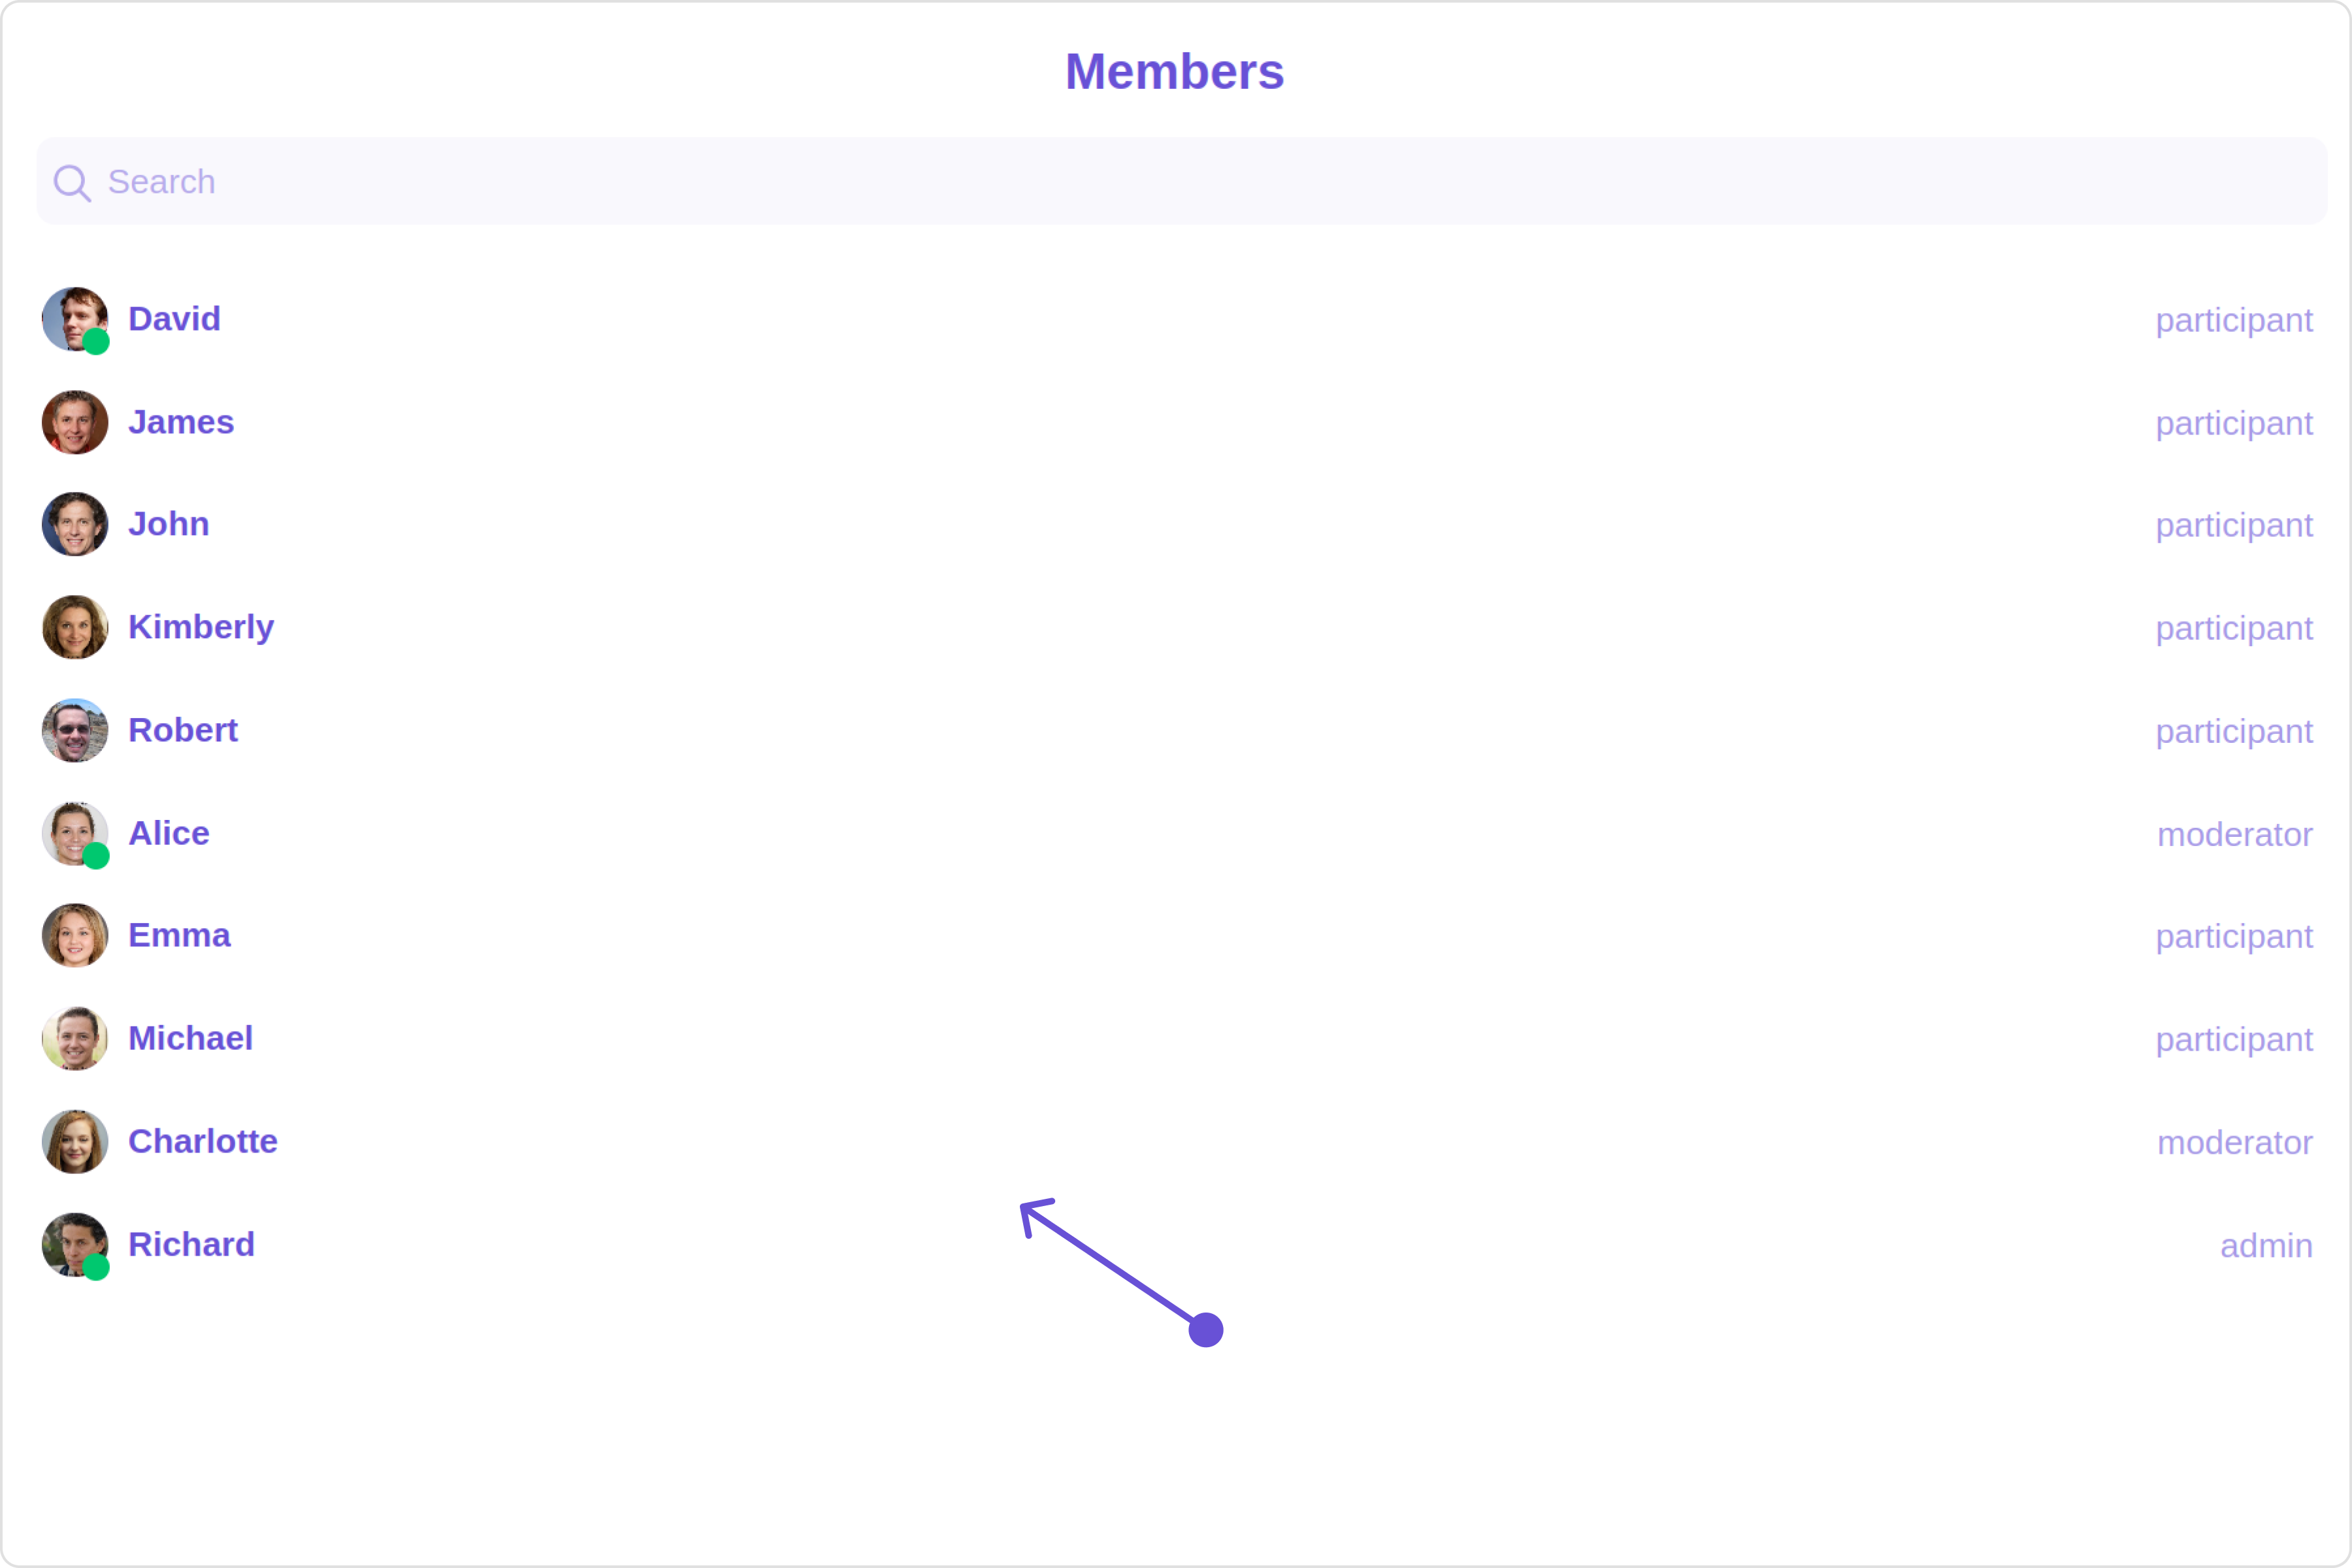 Members
Search
David participant
James participant
John participant
Kimberly participant
Robert participant
Alice moderator
Emma participant
Michael participant
Charlotte moderator
Richard admin